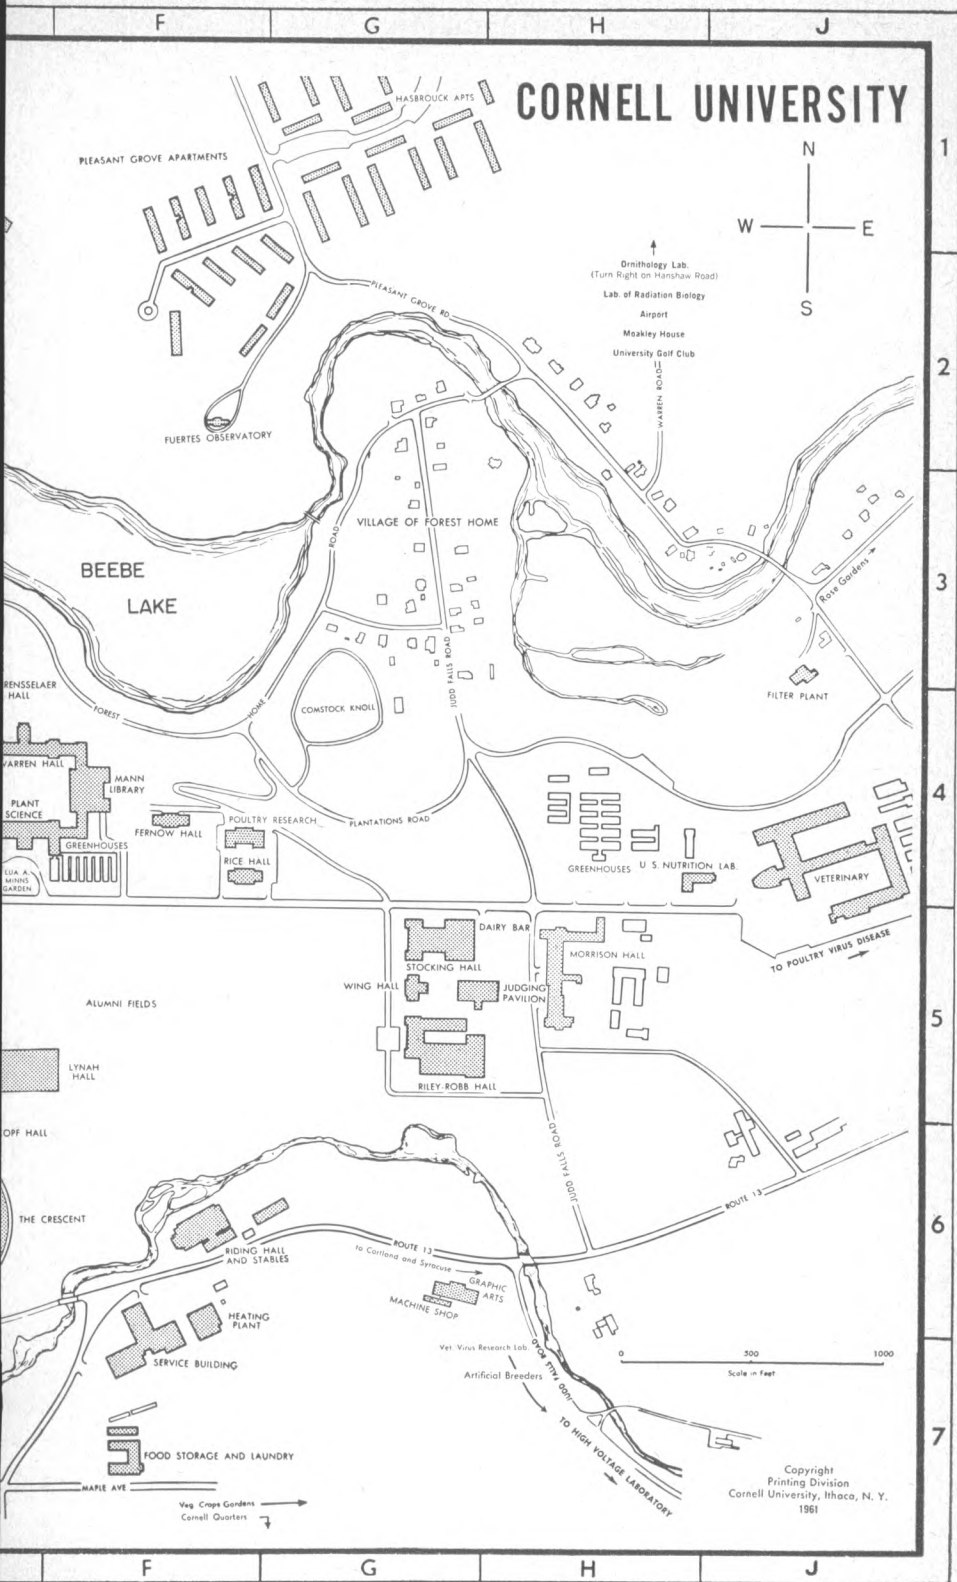 F G H J
CORNELL UNIVERSITY
HASBROUCK APTS
PLEASANT GROVE APARTMENTS
1
N
W E
S
Ornithology Lab.
(Turn Right on Hanshaw Road)
Lab. of Radiation Biology
Airport
Moakley House
University Golf Club
PLEASANT GROVE RD
WARREN ROAD
2
FUERTES OBSERVATORY
VILLAGE OF FOREST HOME
ROAD
BEEBE
LAKE
Rose Gardens
3
JUDD FALLS ROAD
RENSSELAER
HALL
FILTER PLANT
FOREST
HOME
COMSTOCK KNOLL
WARREN HALL
MANN
LIBRARY
4
PLANT
SCIENCE
FERNOW HALL
POULTRY RESEARCH
PLANTATIONS ROAD
GREENHOUSES
RICE HALL
GREENHOUSES
U S. NUTRITION LAB.
LUA A.
MINNS
GARDEN
VETERINARY
DAIRY BAR
STOCKING HALL
MORRISON HALL
TO POULTRY VIRUS DISEASE
WING HALL
JUDGING
PAVILION
ALUMNI FIELDS
5
LYNAH
HALL
RILEY-ROBB HALL
OPF HALL
JUDD FALLS ROAD
ROUTE 13
THE CRESCENT
6
RIDING HALL
AND STABLES
ROUTE 13
to Cortland and Syracuse
GRAPHIC
ARTS
MACHINE SHOP
HEATING
PLANT
SERVICE BUILDING
Vet. Virus Research Lab.
Artificial Breeders
JUDD FALLS ROAD
0 500 1000
Scale in Feet
TO HIGH VOLTAGE LABORATORY
7
FOOD STORAGE AND LAUNDRY
MAPLE AVE
Veg Crops Gardens
Cornell Quarters
Copyright
Printing Division
Cornell University, Ithaca, N. Y.
1961
F G H J